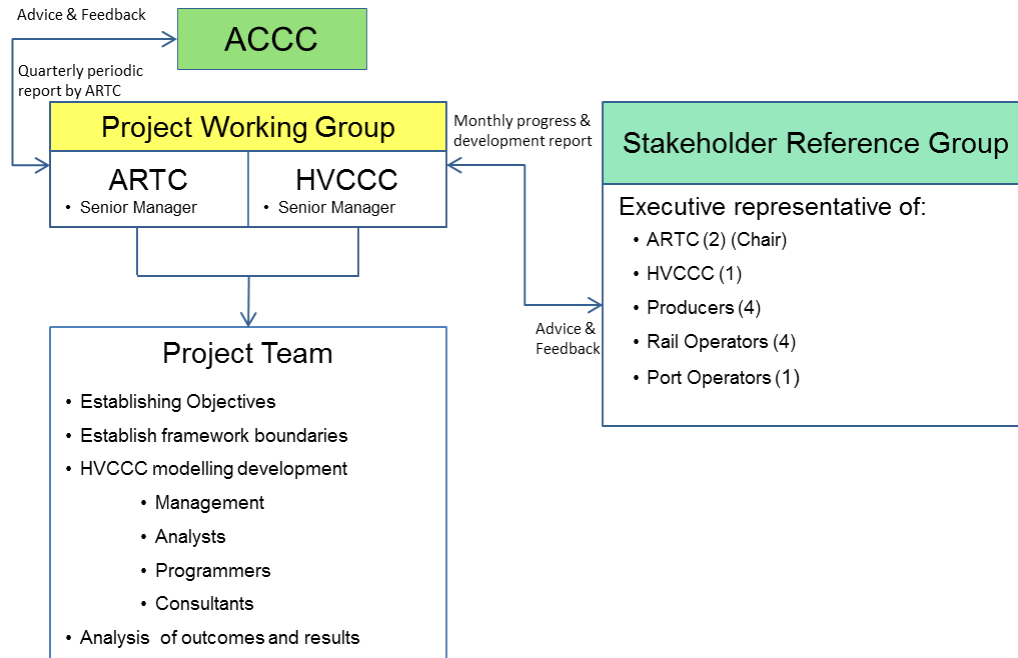 Advice & Feedback
ACCC
Quarterly periodic
report by ARTC
Project Working Group
ARTC
• Senior Manager
HVCCC
• Senior Manager
Monthly progress &
development report
Advice &
Feedback
Stakeholder Reference Group
Executive representative of:
• ARTC (2) (Chair)
• HVCCC (1)
• Producers (4)
• Rail Operators (4)
• Port Operators (1)
Project Team
• Establishing Objectives
• Establish framework boundaries
• HVCCC modelling development
• Management
• Analysts
• Programmers
• Consultants
• Analysis of outcomes and results